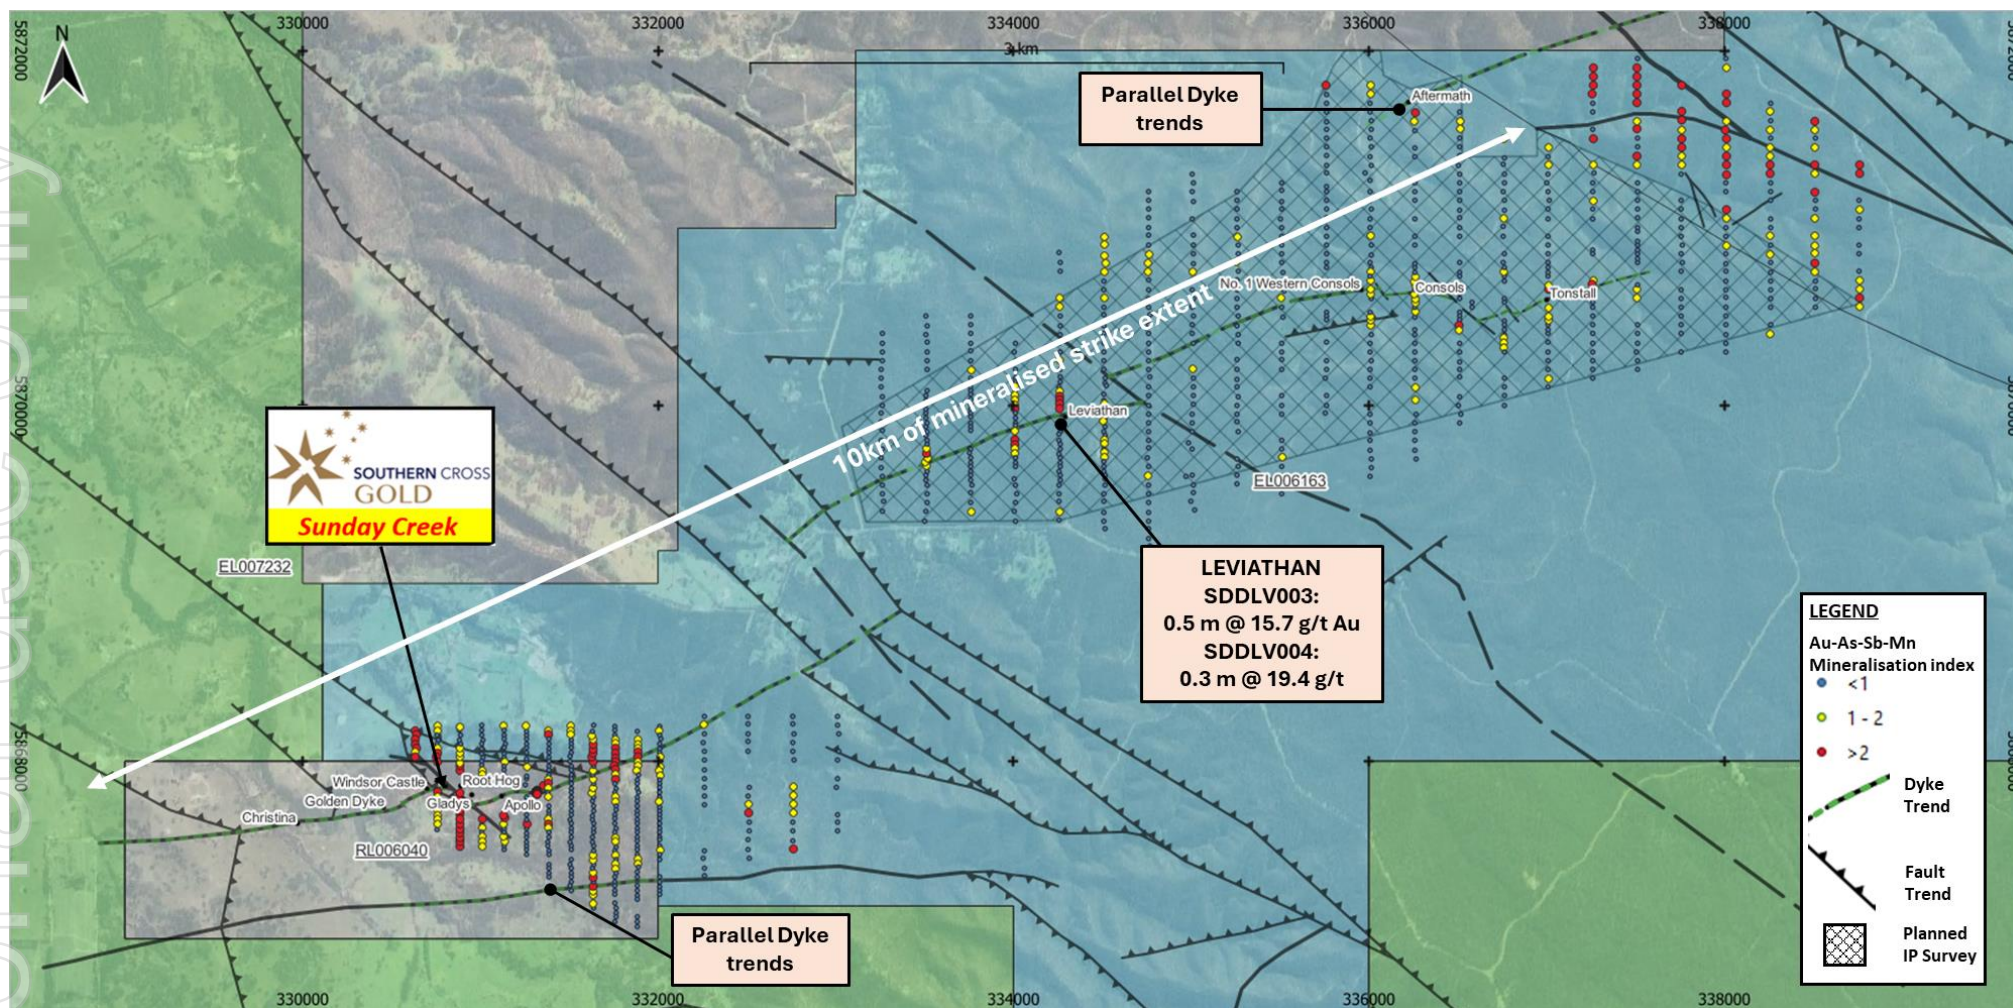 330000
332000
334000
336000
338000
N
5872000
3 km
Parallel Dyke
trends
Aftermath
No. 1 Western Consols
Consols
Tonstall
10km of mineralised strike extent
Leviathan
5870000
SOUTHERN CROSS
GOLD
Sunday Creek
EL006163
EL007232
LEVIATHAN
SDDLV003:
0.5 m @ 15.7 g/t Au
SDDLV004:
0.3 m @ 19.4 g/t
LEGEND
Au-As-Sb-Mn
Mineralisation index
<1
1 - 2
>2
Dyke
Trend
Fault
Trend
Planned
IP Survey
5868000
Windsor Castle
Root Hog
Golden Dyke
Gladys
Apollo
Christina
RL006040
Parallel Dyke
trends
330000
332000
334000
336000
338000